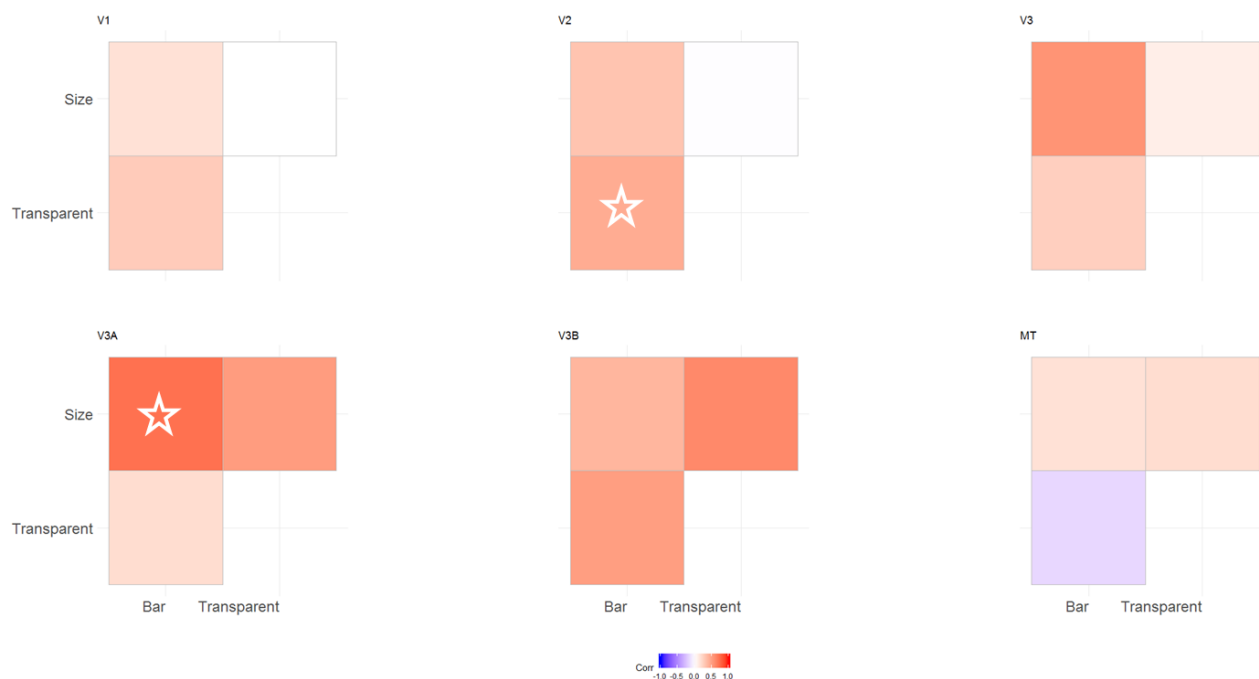 V1
V2
V3
Size
Transparent
V3A
V3B
MT
Size
Transparent
Bar Transparent
Bar Transparent
Bar Transparent
Corr
-1.0 -0.5 0.0 0.5 1.0